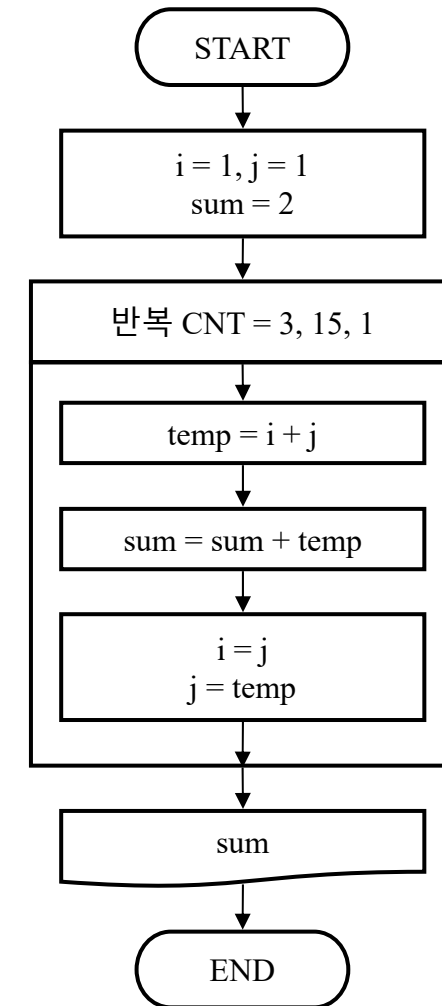 START
i = 1, j = 1
sum = 2
반복 CNT = 3, 15, 1
temp = i + j
sum = sum + temp
i = j
j = temp
sum
END